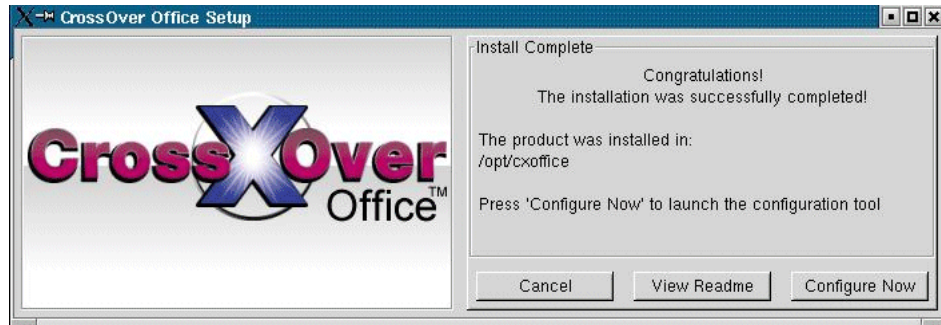 CrossOver Office Setup
CrossOver
Office™
Install Complete
Congratulations!
The installation was successfully completed!
The product was installed in:
/opt/cxoffice
Press 'Configure Now' to launch the configuration tool
Cancel
View Readme
Configure Now